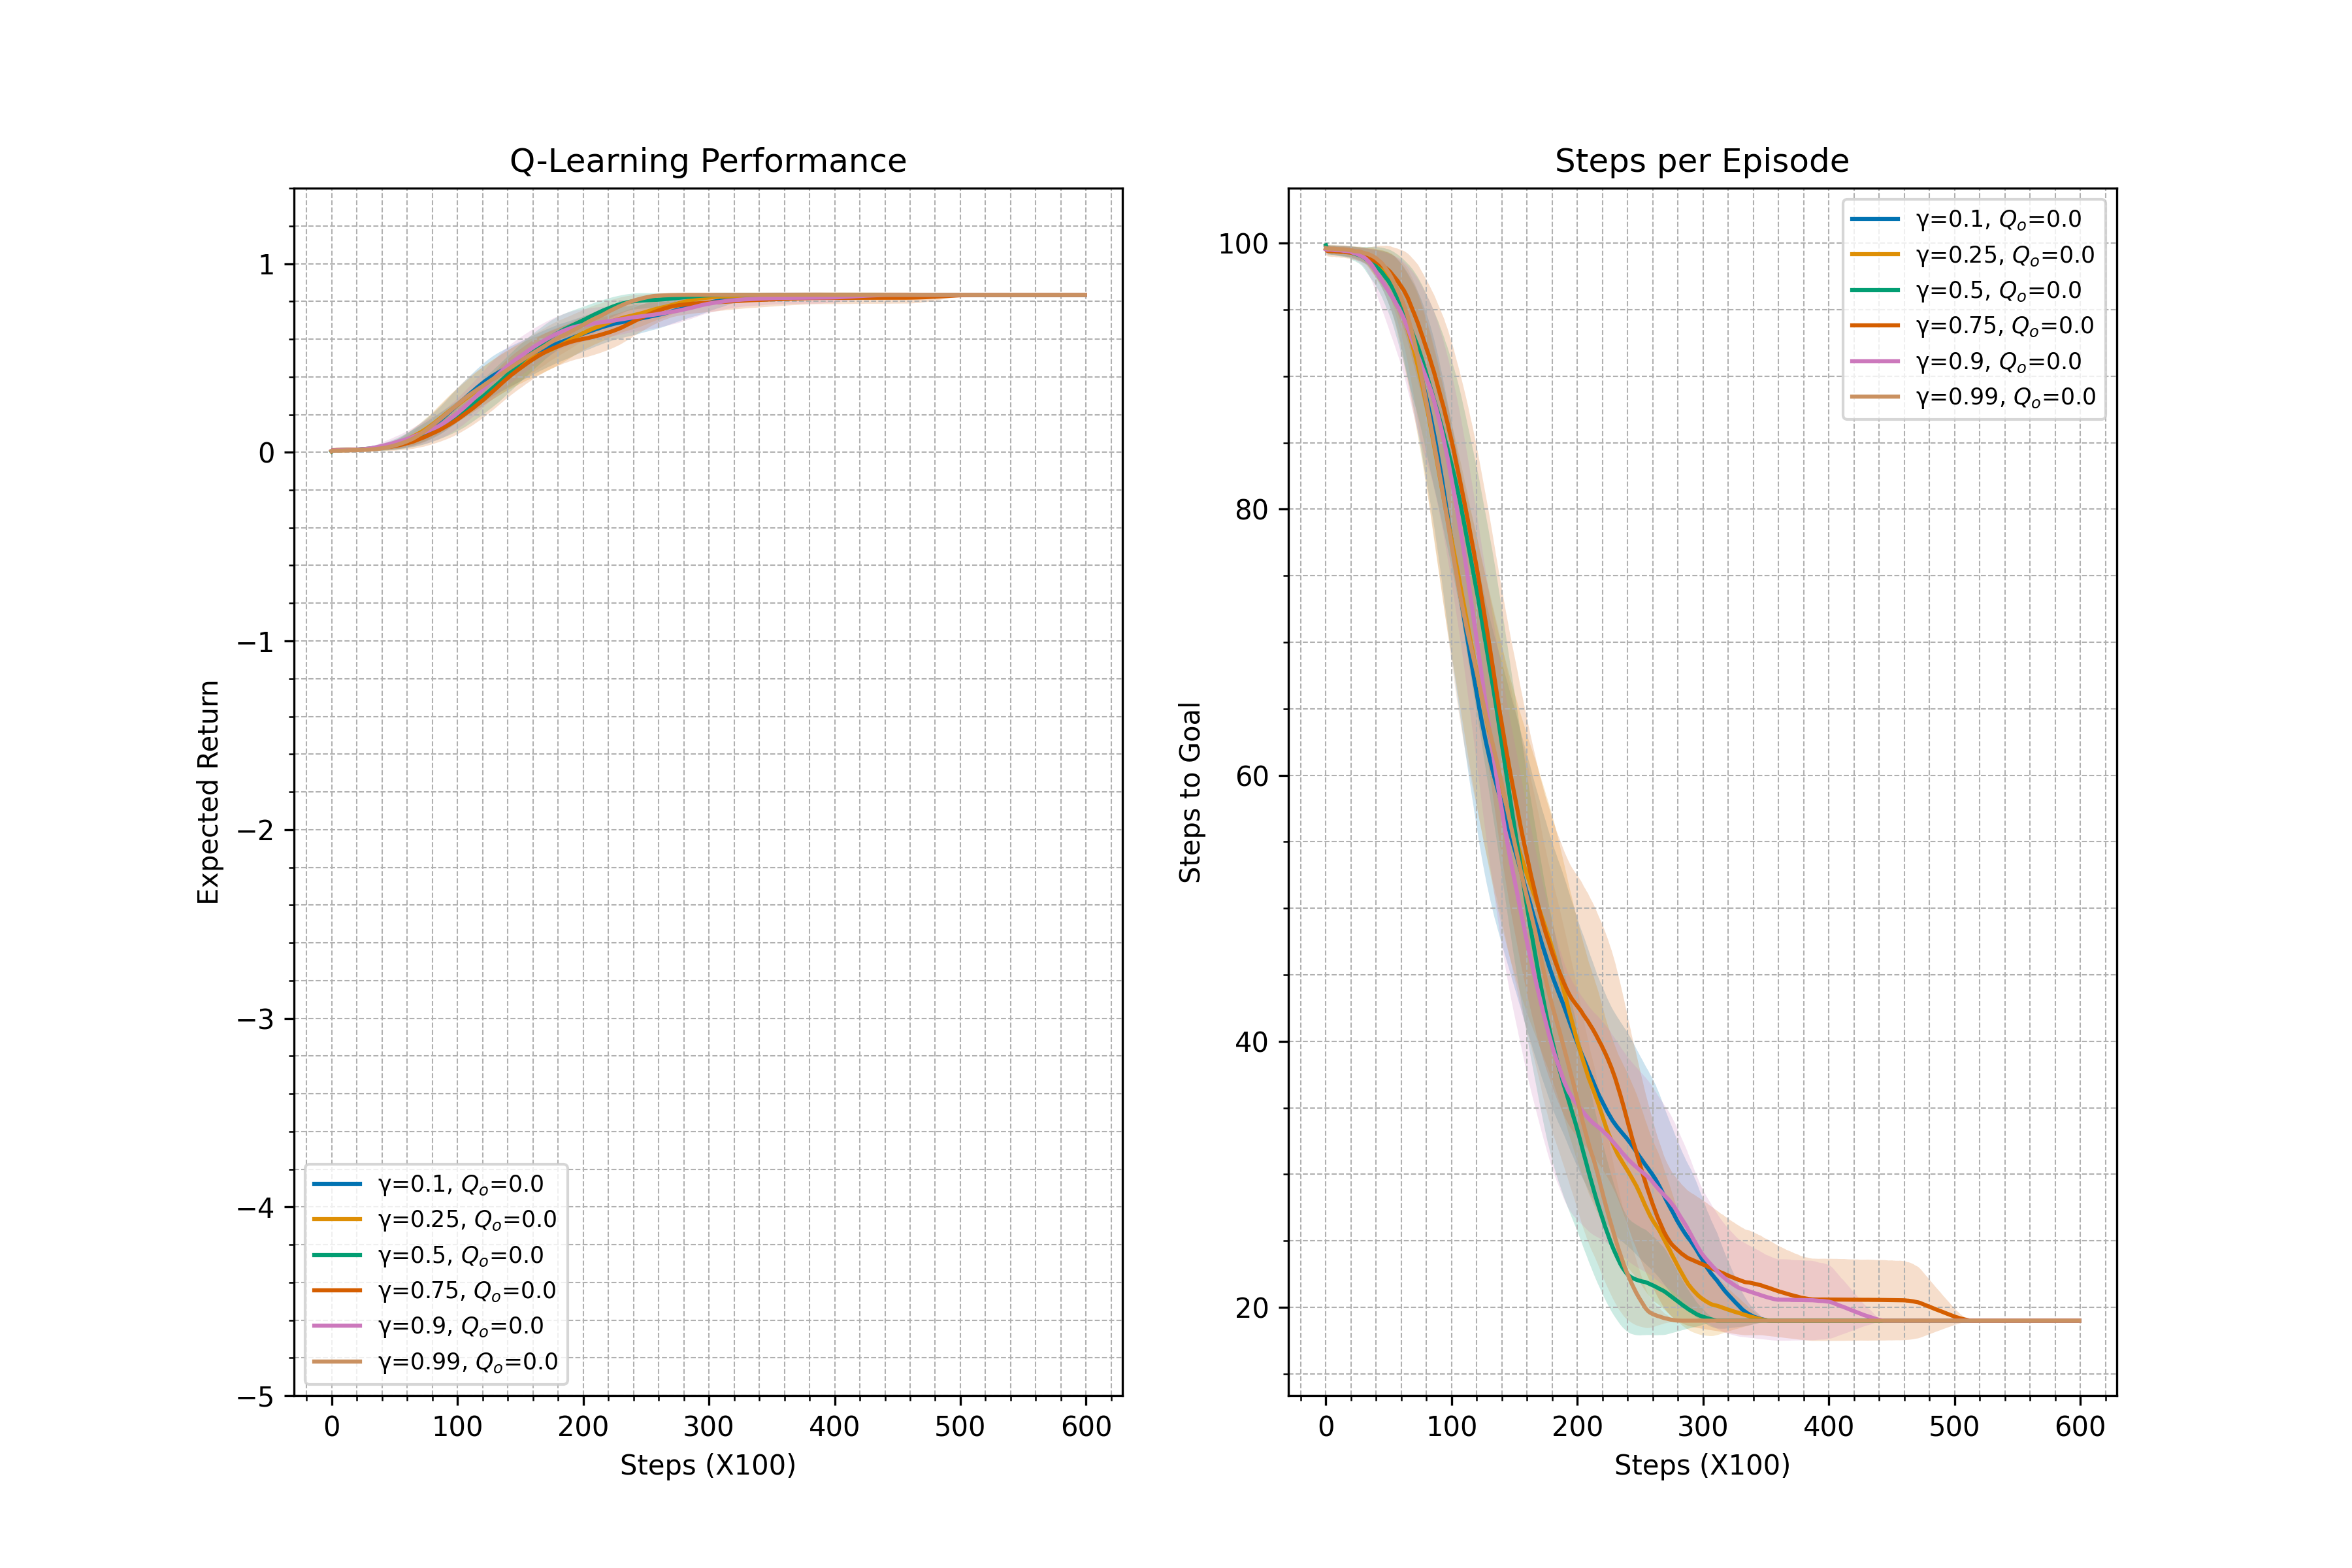 Q-Learning Performance
Expected Return
1
0
−1
−2
−3
−4
−5
γ=0.1, Qₒ=0.0
γ=0.25, Qₒ=0.0
γ=0.5, Qₒ=0.0
γ=0.75, Qₒ=0.0
γ=0.9, Qₒ=0.0
γ=0.99, Qₒ=0.0
0 100 200 300 400 500 600
Steps (X100)
Steps per Episode
Steps to Goal
100
80
60
40
20
γ=0.1, Qₒ=0.0
γ=0.25, Qₒ=0.0
γ=0.5, Qₒ=0.0
γ=0.75, Qₒ=0.0
γ=0.9, Qₒ=0.0
γ=0.99, Qₒ=0.0
0 100 200 300 400 500 600
Steps (X100)